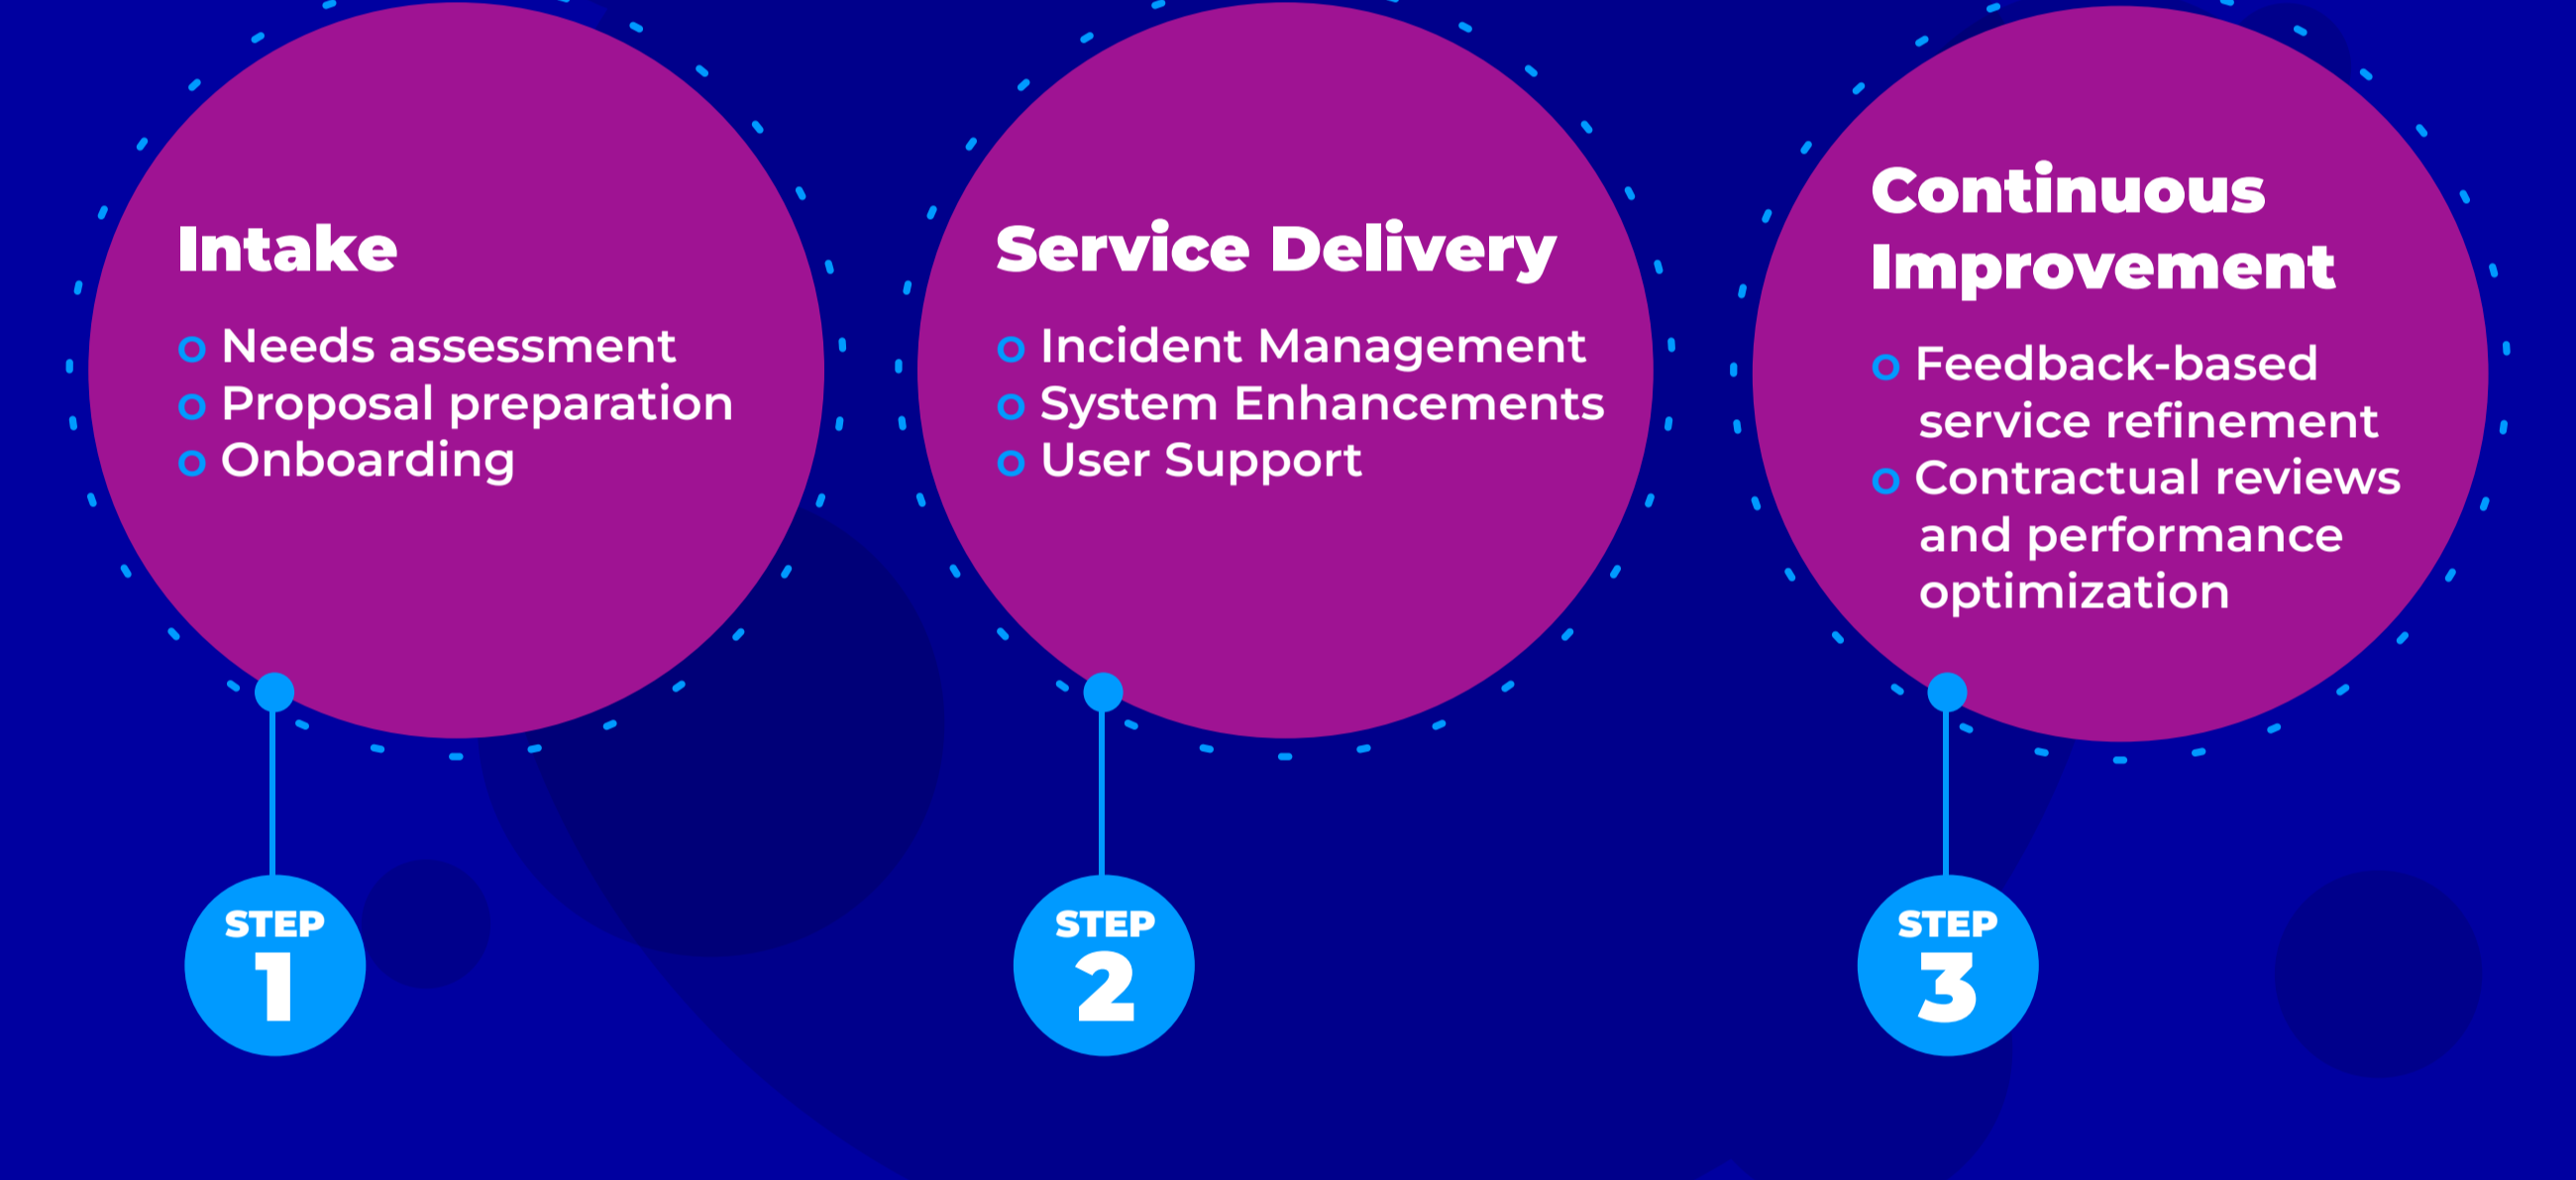 Intake
Needs assessment
Proposal preparation
Onboarding
STEP
1
Service Delivery
Incident Management
System Enhancements
User Support
STEP
2
Continuous
Improvement
Feedback-based
service refinement
Contractual reviews
and performance
optimization
STEP
3